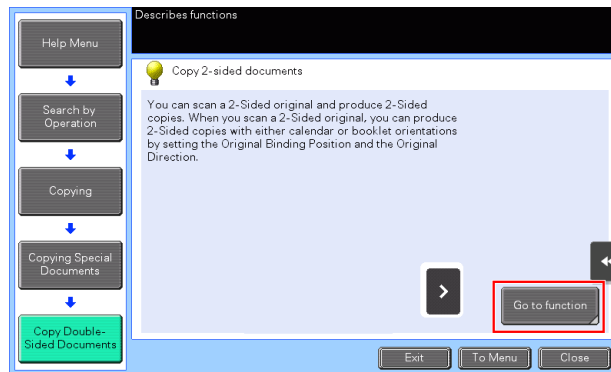 Describes functions
Help Menu
Search by
Operation
Copying
Copying Special
Documents
Copy Double-
Sided Documents
Copy 2-sided documents
You can scan a 2-Sided original and produce 2-Sided
copies. When you scan a 2-Sided original, you can produce
2-Sided copies with either calendar or booklet orientations
by setting the Original Binding Position and the Original
Direction.
Go to function
Exit
To Menu
Close